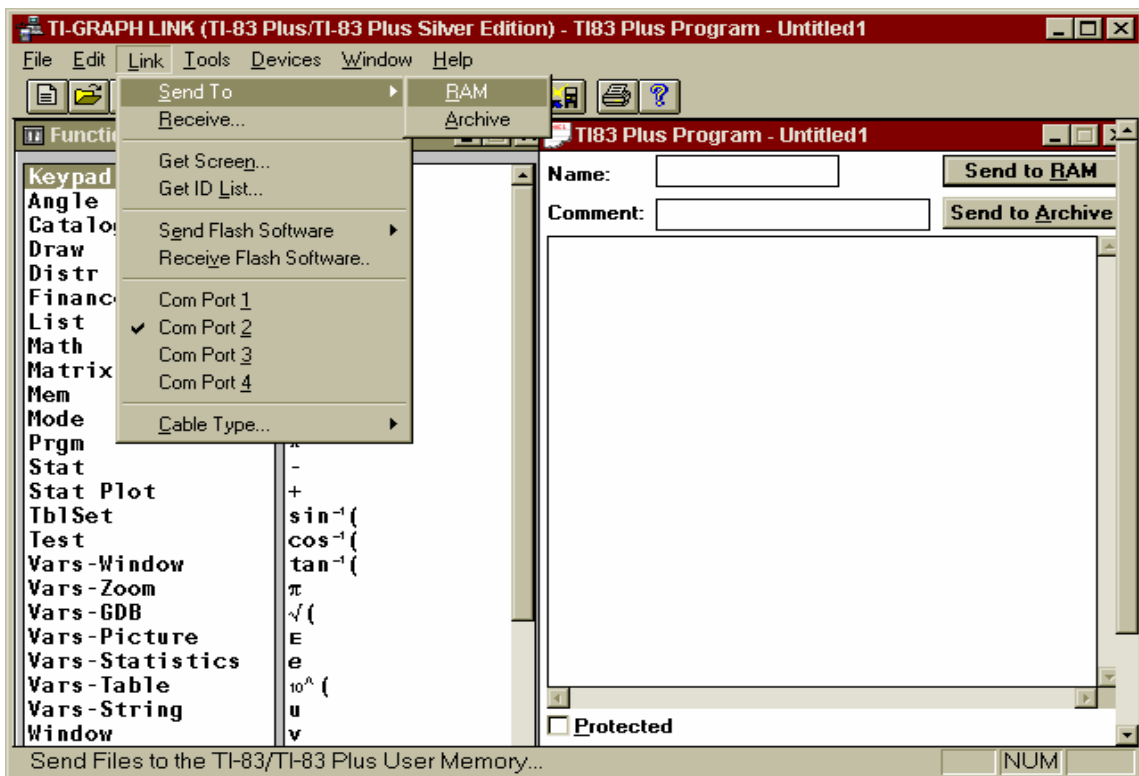 TI-GRAPH LINK (TI-83 Plus/TI-83 Plus Silver Edition) - TI83 Plus Program - Untitled1
File Edit Link Tools Devices Window Help
Send To
Receive...
Get Screen...
Get ID List...
Send Flash Software
Receive Flash Software..
Com Port 1
Com Port 2
Com Port 3
Com Port 4
Cable Type...
RAM
Archive
Keypad
Angle
Draw
Distr
List
Math
Matrix
Mem
Mode
Prgm
Stat
Stat Plot
TblSet
Test
Vars-Window
Vars-Zoom
Vars-GDB
Vars-Picture
Vars-Statistics
Vars-Table
Vars-String
Window
-
+
sin⁻¹(
cos⁻¹(
tan⁻¹(
π
√(
E
e
10^(
u
v
TI83 Plus Program - Untitled1
Name:
Send to RAM
Comment:
Send to Archive
Protected
Send Files to the TI-83/TI-83 Plus User Memory...
NUM